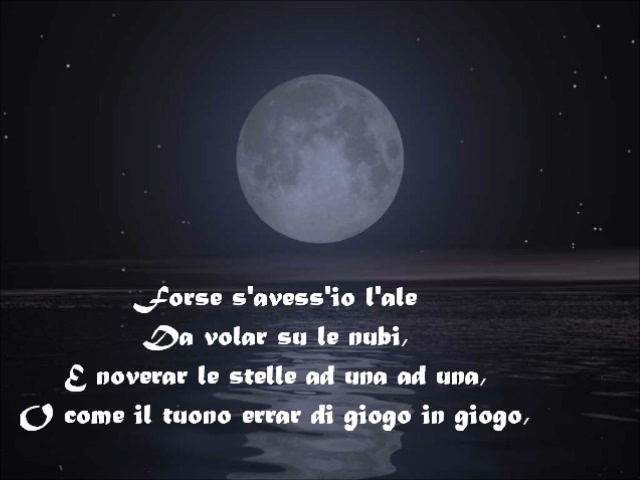 Forse s'avess'io l'ale
Da volar su le nubi,
E noverar le stelle ad una ad una,
O come il tuono errar di giogo in giogo,